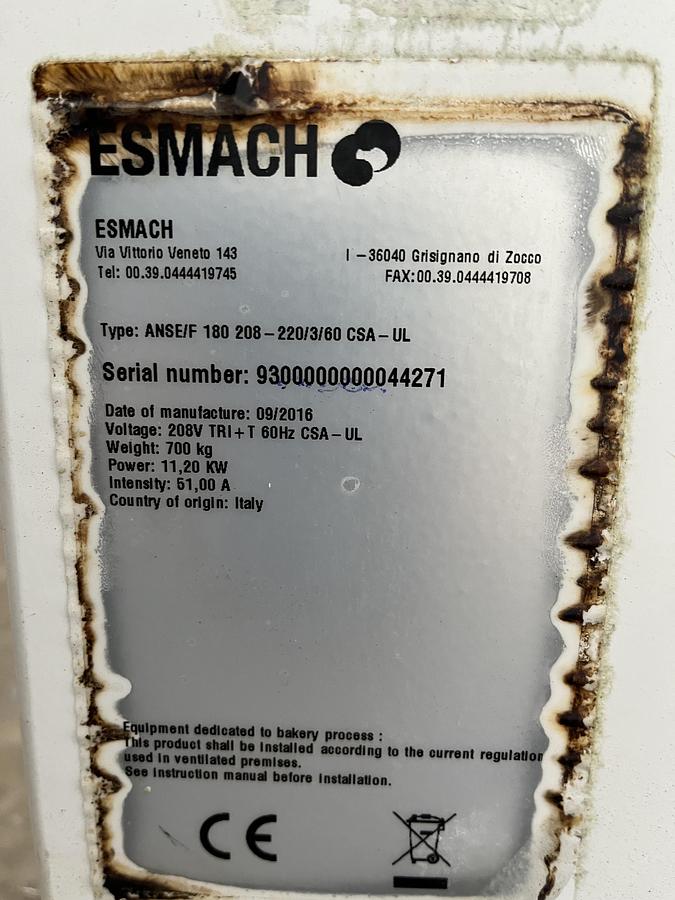 ESMACH
ESMACH
Via Vittorio Veneto 143 I - 36040 Grisignano di Zocco
Tel: 00.39.0444419745 FAX:00.39.0444419708
Type: ANSE/F 180 208-220/3/60 CSA-UL
Serial number: 9300000000044271
Date of manufacture: 09/2016
Voltage: 208V TRI+T 60Hz CSA-UL
Weight: 700 kg
Power: 11,20 KW
Intensity: 51,00 A
Country of origin: Italy
Equipment dedicated to bakery process :
This product shall be installed according to the current regulation
used in ventilated premises.
See instruction manual before installation.
CE